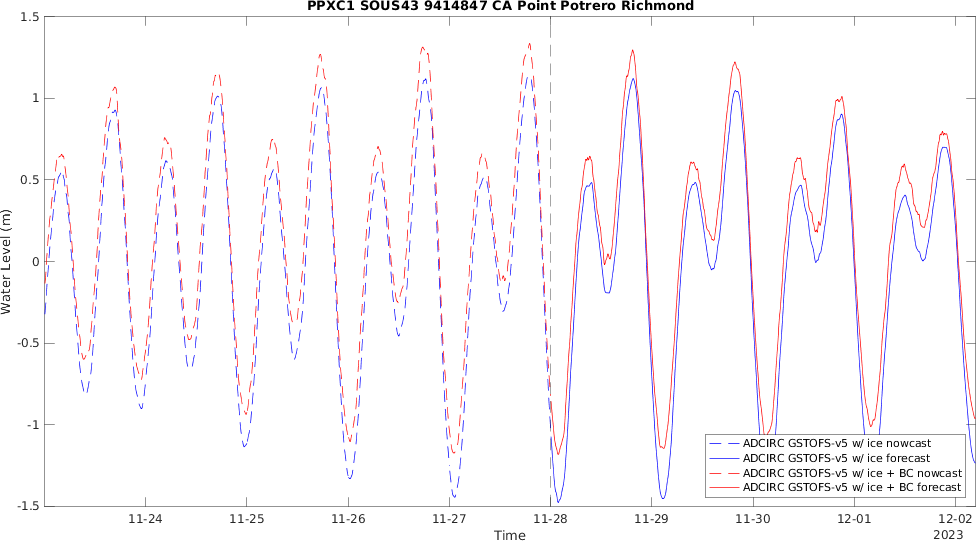 PPXC1 SOUS43 9414847 CA Point Potrero Richmond
Water Level (m)
1.5
1
0.5
0
-0.5
-1
-1.5
11-24
11-25
11-26
11-27
11-28
11-29
11-30
12-01
12-02
Time
2023
ADCIRC GSTOFS-v5 w/ ice nowcast
ADCIRC GSTOFS-v5 w/ ice forecast
ADCIRC GSTOFS-v5 w/ ice + BC nowcast
ADCIRC GSTOFS-v5 w/ ice + BC forecast